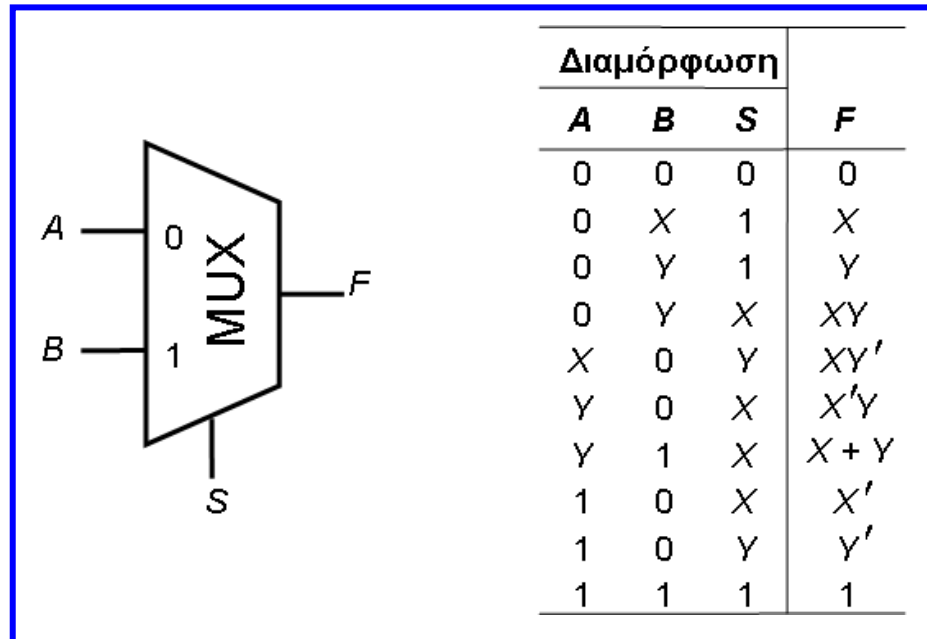 A
B
0
1
MUX
F
S
Διαμόρφωση
A B S F
0 0 0 0
0 X 1 X
0 Y 1 Y
0 Y X XY
X 0 Y XY'
Y 0 X X'Y
Y 1 X X + Y
1 0 X X'
1 0 Y Y'
1 1 1 1